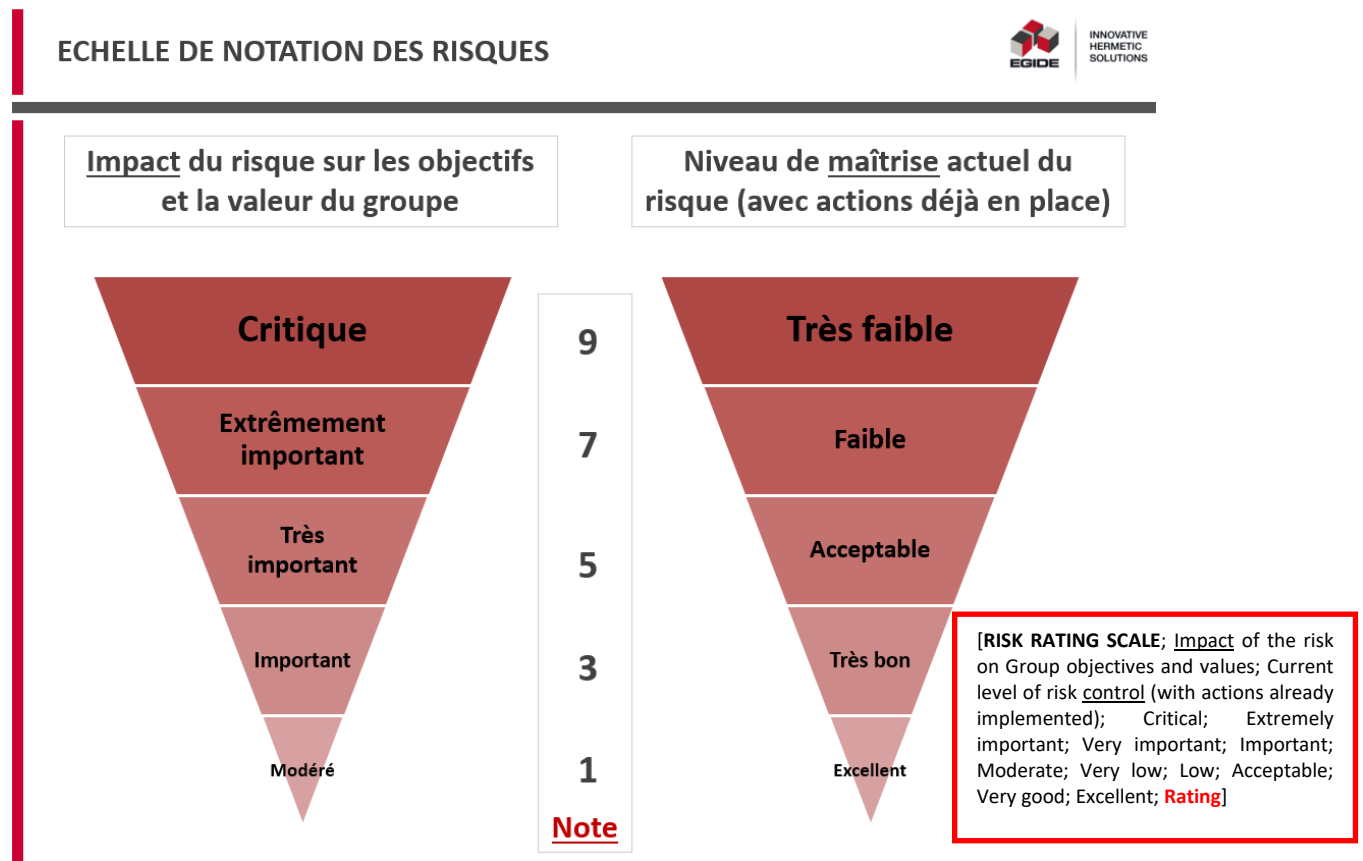 ECHELLE DE NOTATION DES RISQUES
EGIDE
INNOVATIVE
HERMETIC
SOLUTIONS
Impact du risque sur les objectifs
et la valeur du groupe
Niveau de maîtrise actuel du
risque (avec actions déjà en place)
Critique
Extrêmement
important
Très
important
Important
Modéré
9
7
5
3
1
Note
Très faible
Faible
Acceptable
Très bon
Excellent
[RISK RATING SCALE; Impact of the risk
on Group objectives and values; Current
level of risk control (with actions already
implemented); Critical; Extremely
important; Very important; Important;
Moderate; Very low; Low; Acceptable;
Very good; Excellent; Rating]